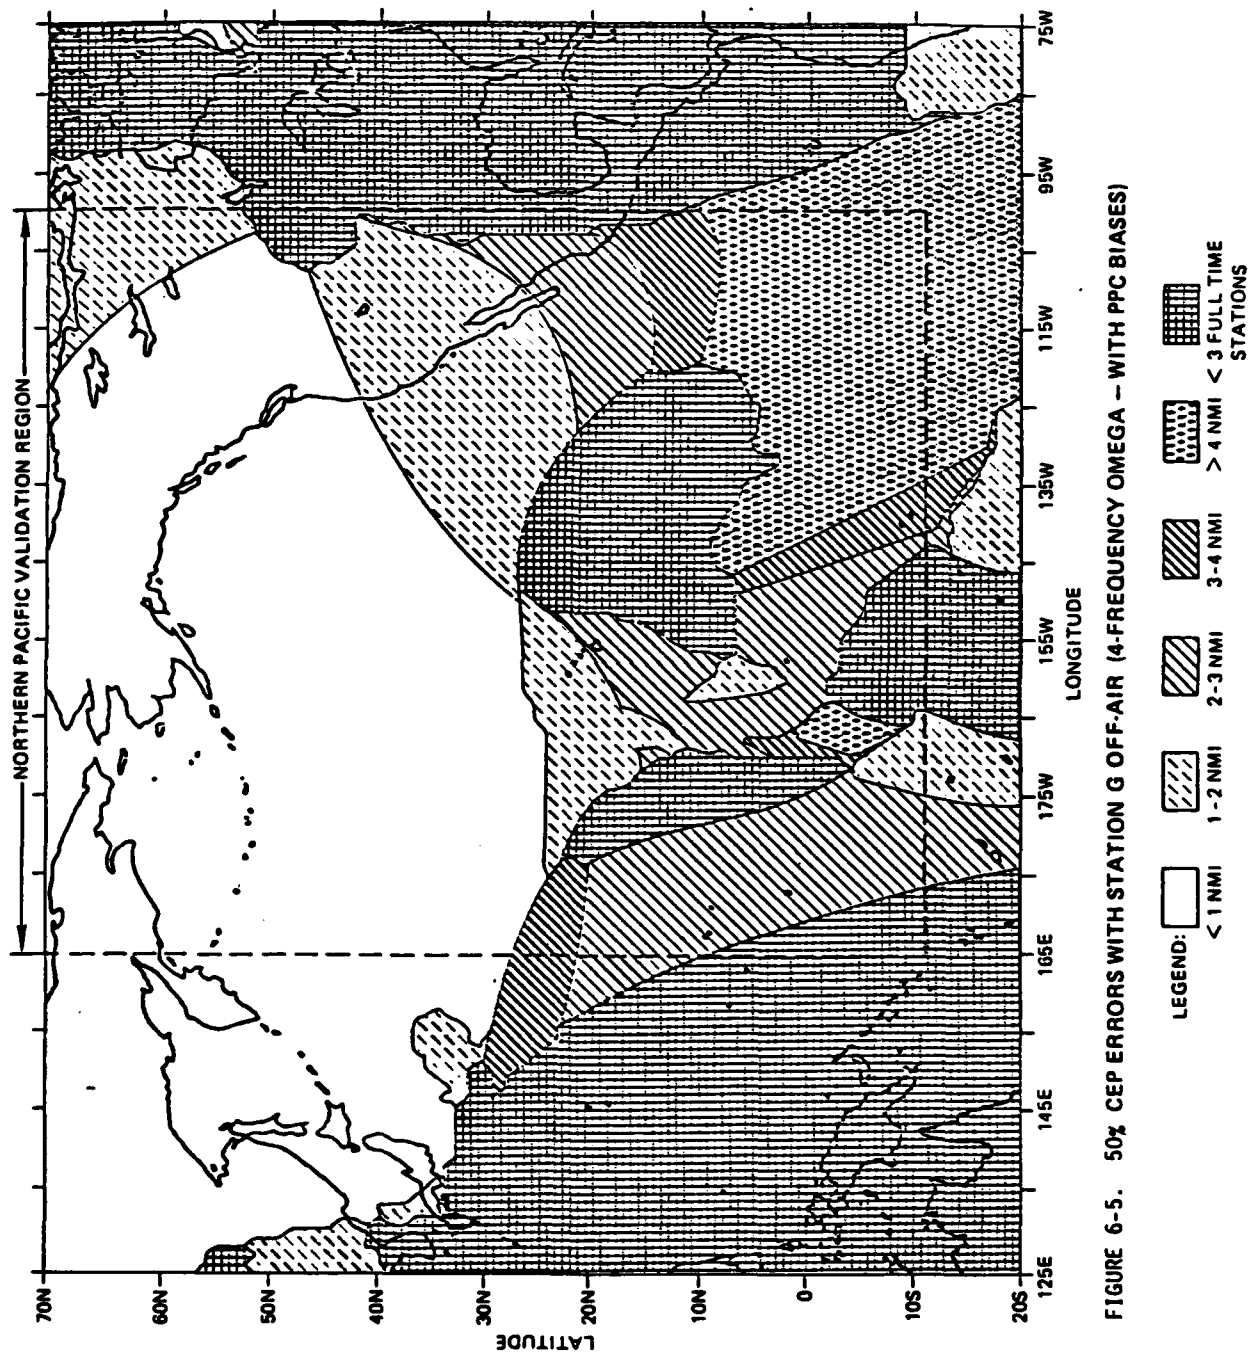 NORTHERN PACIFIC VALIDATION REGION
70N
60N
50N
40N
30N
20N
10N
0
10S
20S
LATITUDE
125E
145E
165E
175W
155W
135W
115W
95W
75W
LONGITUDE
FIGURE 6-5. 50% CEP ERRORS WITH STATION G OFF-AIR (4-FREQUENCY OMEGA – WITH PPC BIASES)
LEGEND:
< 1 NMI
1-2 NMI
2-3 NMI
3-4 NMI
> 4 NMI
< 3 FULL TIME
STATIONS